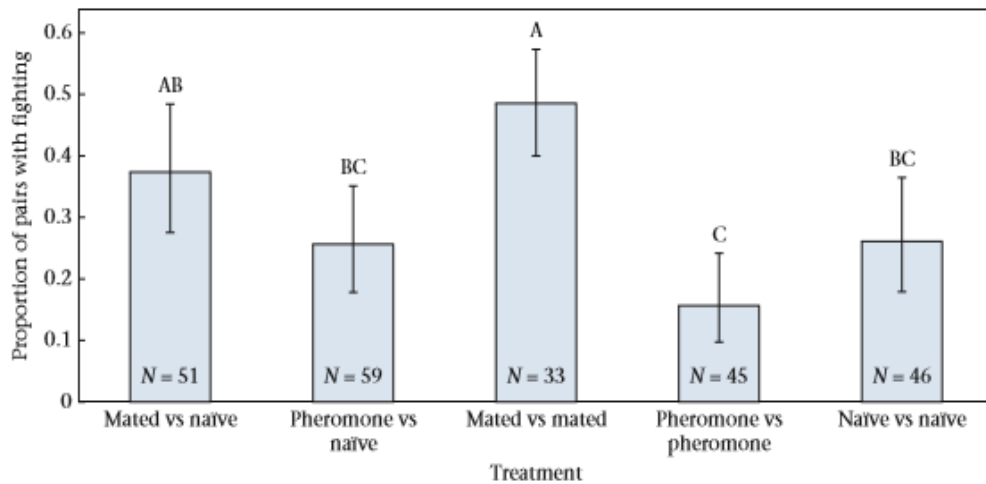 Proportion of pairs with fighting
0.6
0.5
0.4
0.3
0.2
0.1
0
AB
BC
A
C
BC
N = 51
N = 59
N = 33
N = 45
N = 46
Mated vs naïve
Pheromone vs
naïve
Mated vs mated
Pheromone vs
pheromone
Naïve vs naïve
Treatment